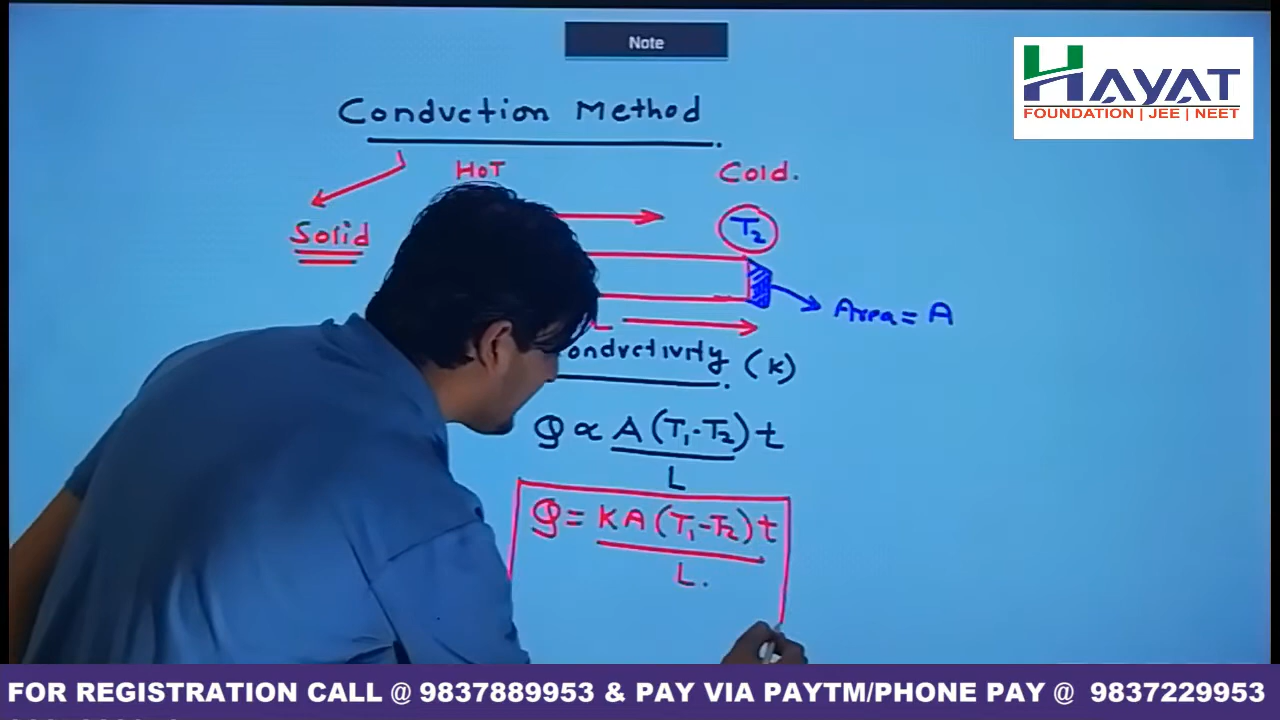 Note
HAYAT
FOUNDATION | JEE | NEET
Conduction Method
HOT
Cold.
Solid
T₂
Area = A
L
(K)
Q ∝ A(T₁-T₂)t
L
Q = KA(T₁-T₂)t
L.
FOR REGISTRATION CALL @ 9837889953 & PAY VIA PAYTM/PHONE PAY @ 9837229953